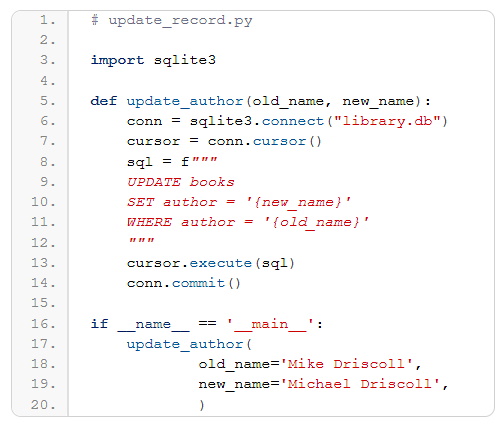 1. # update_record.py
2.
3. import sqlite3
4.
5. def update_author(old_name, new_name):
6.     conn = sqlite3.connect("library.db")
7.     cursor = conn.cursor()
8.     sql = f"""
9.     UPDATE books
10.     SET author = '{new_name}'
11.     WHERE author = '{old_name}'
12.     """
13.     cursor.execute(sql)
14.     conn.commit()
15.
16. if __name__ == '__main__':
17.     update_author(
18.             old_name='Mike Driscoll',
19.             new_name='Michael Driscoll',
20.             )